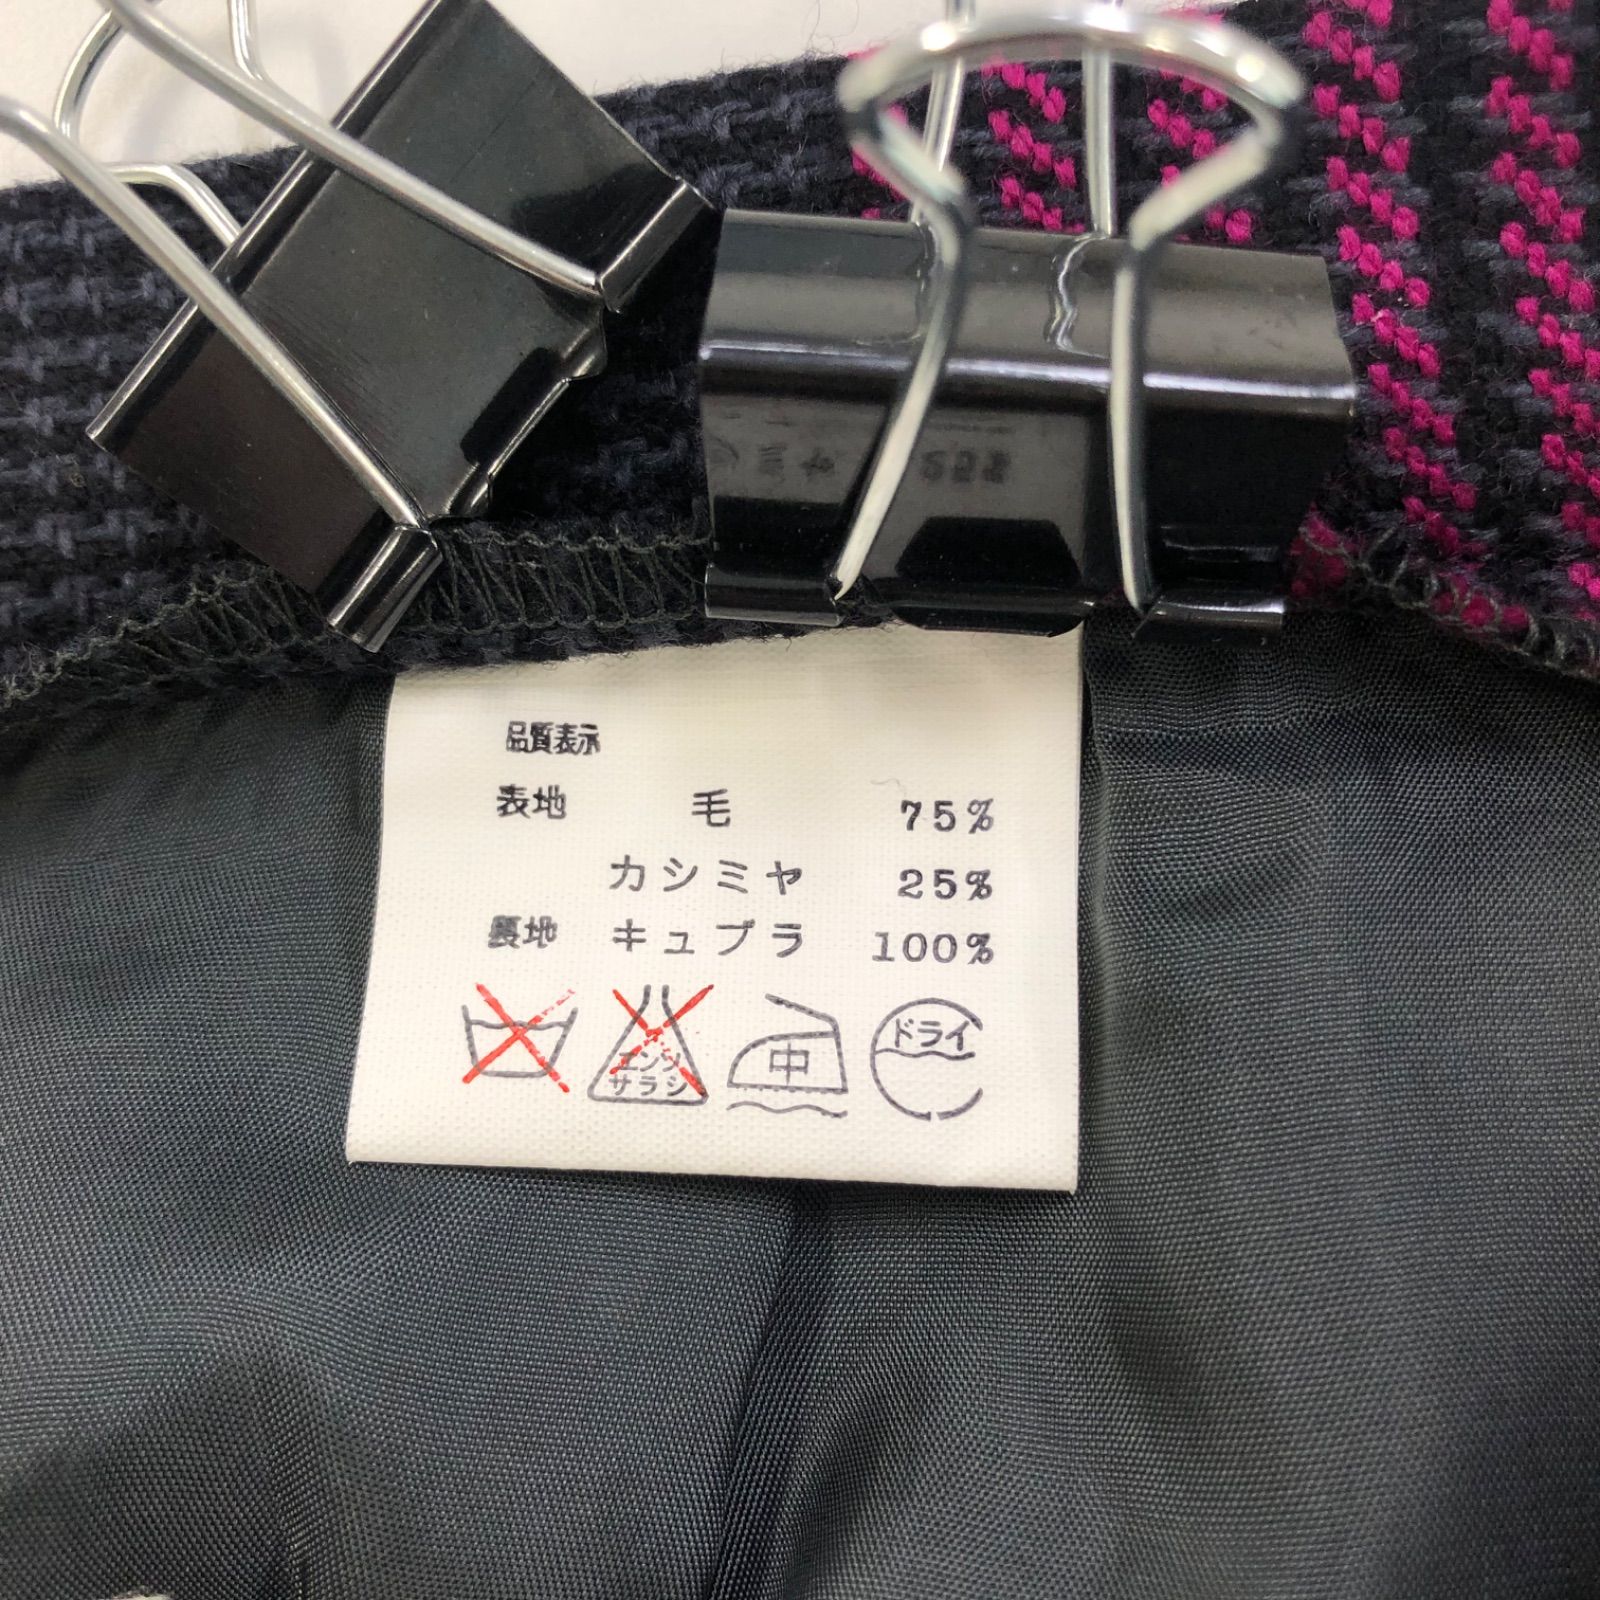 品質表示
表地 毛 75%
カシミヤ 25%
裏地 キュプラ 100%
エンソ
サラシ
中
ドライ